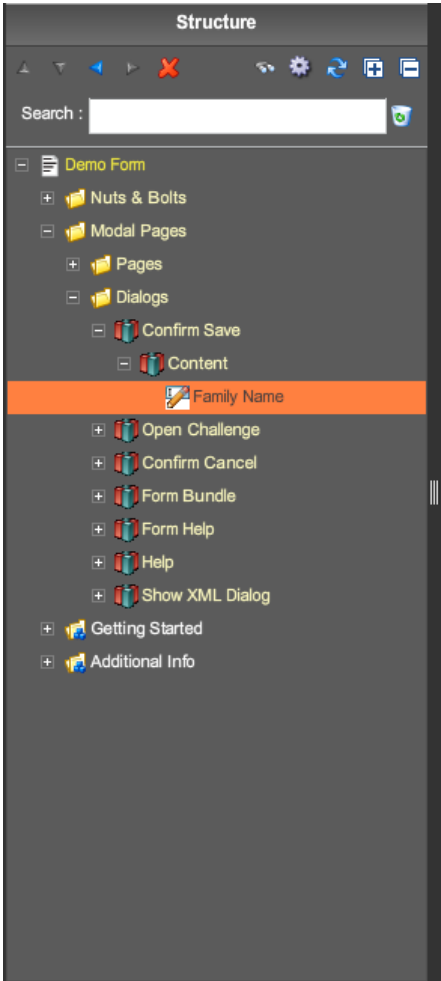 Structure
Search :
Demo Form
Nuts & Bolts
Modal Pages
Pages
Dialogs
Confirm Save
Content
Family Name
Open Challenge
Confirm Cancel
Form Bundle
Form Help
Help
Show XML Dialog
Getting Started
Additional Info